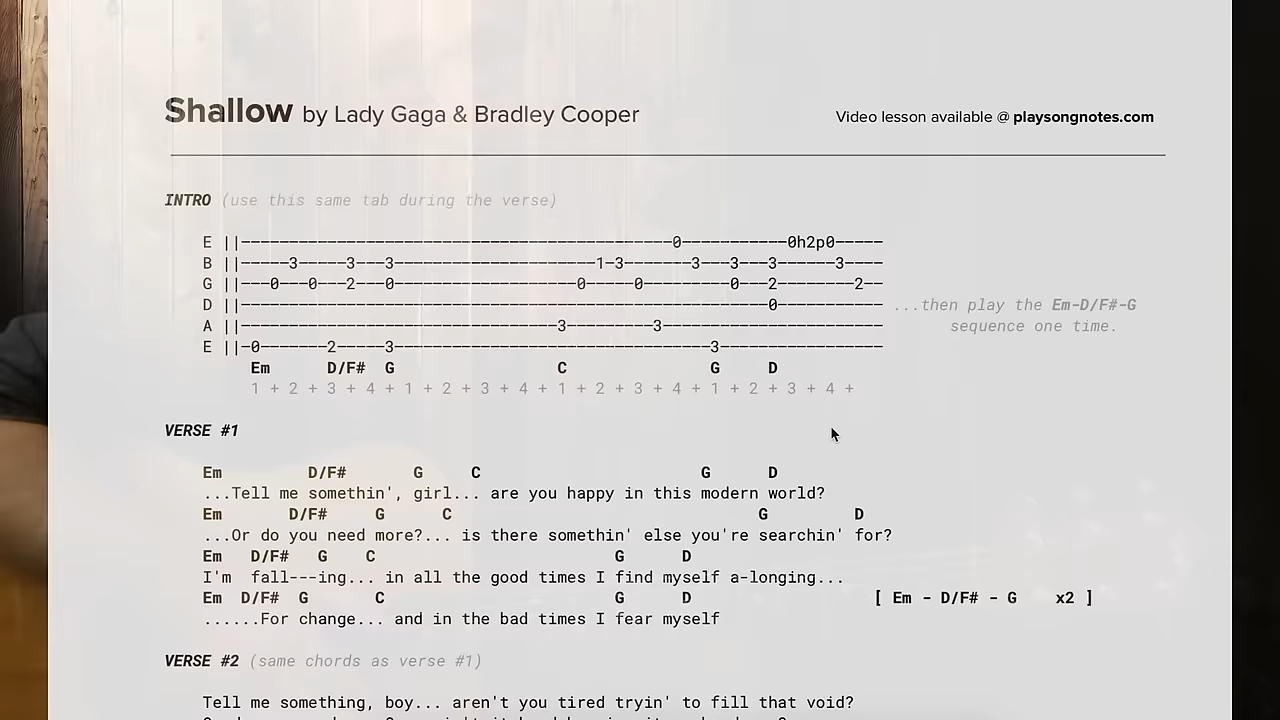 Shallow by Lady Gaga & Bradley Cooper
Video lesson available @ playsongnotes.com
INTRO (use this same tab during the verse)
E ||---------------------------------------------0-----------0h2p0-----
B ||-----3-----3---3---------------------1-3-------3---3---3------3----
G ||---0---0---2---0-------------------0-----0---------0---2--------2--
D ||-------------------------------------------------------0-----------
A ||---------------------------------3---------3-----------------------
E ||-0-------2-----3---------------------------------3-----------------
...then play the Em-D/F#-G
sequence one time.
Em      D/F#  G                 C               G     D
1 + 2 + 3 + 4 + 1 + 2 + 3 + 4 + 1 + 2 + 3 + 4 + 1 + 2 + 3 + 4 +
VERSE #1
Em         D/F#       G     C                       G      D
...Tell me somethin', girl... are you happy in this modern world?
Em       D/F#     G      C                                G         D
...Or do you need more?... is there somethin' else you're searchin' for?
Em   D/F#   G    C                         G      D
I'm  fall---ing... in all the good times I find myself a-longing...
Em  D/F#  G       C                        G      D                   [ Em - D/F# - G    x2 ]
......For change... and in the bad times I fear myself
VERSE #2 (same chords as verse #1)
Tell me something, boy... aren't you tired tryin' to fill that void?